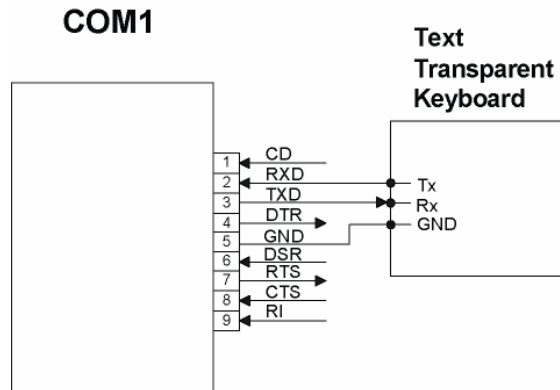 COM1
Text
Transparent
Keyboard
1 CD
2 RXD
3 TXD
4 DTR
5 GND
6 DSR
7 RTS
8 CTS
9 RI
Tx
Rx
GND